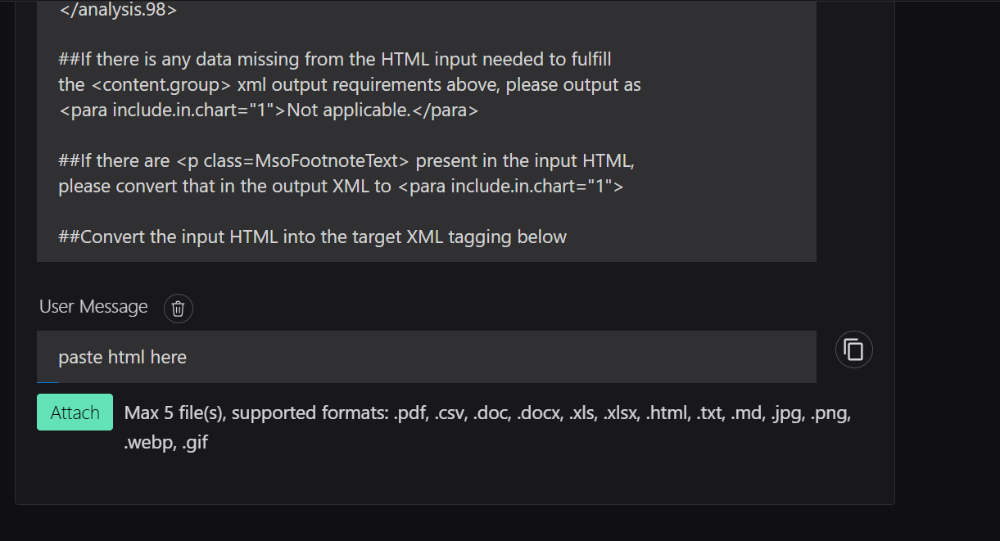 </analysis.98>
##If there is any data missing from the HTML input needed to fulfill
the <content.group> xml output requirements above, please output as
<para include.in.chart="1">Not applicable.</para>
##If there are <p class=MsoFootnoteText> present in the input HTML,
please convert that in the output XML to <para include.in.chart="1">
##Convert the input HTML into the target XML tagging below
User Message
paste html here
Attach
Max 5 file(s), supported formats: .pdf, .csv, .doc, .docx, .xls, .xlsx, .html, .txt, .md, .jpg, .png,
.webp, .gif